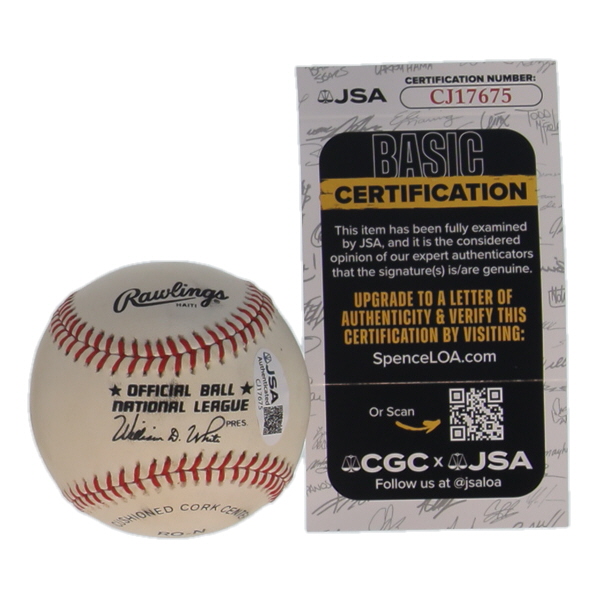 Rawlings
HAITI
★ OFFICIAL BALL ★
NATIONAL LEAGUE
William D. White PRES.
CUSHIONED CORK CENTER
RO-N
JSA
Authenticated
CJ17675
JSA
CERTIFICATION NUMBER:
CJ17675
BASIC
CERTIFICATION
This item has been fully examined
by JSA, and it is the considered
opinion of our expert authenticators
that the signature(s) is/are genuine.
UPGRADE TO A LETTER OF
AUTHENTICITY & VERIFY THIS
CERTIFICATION BY VISITING:
SpenceLOA.com
Or Scan
CGC x JSA
Follow us at @jsaloa